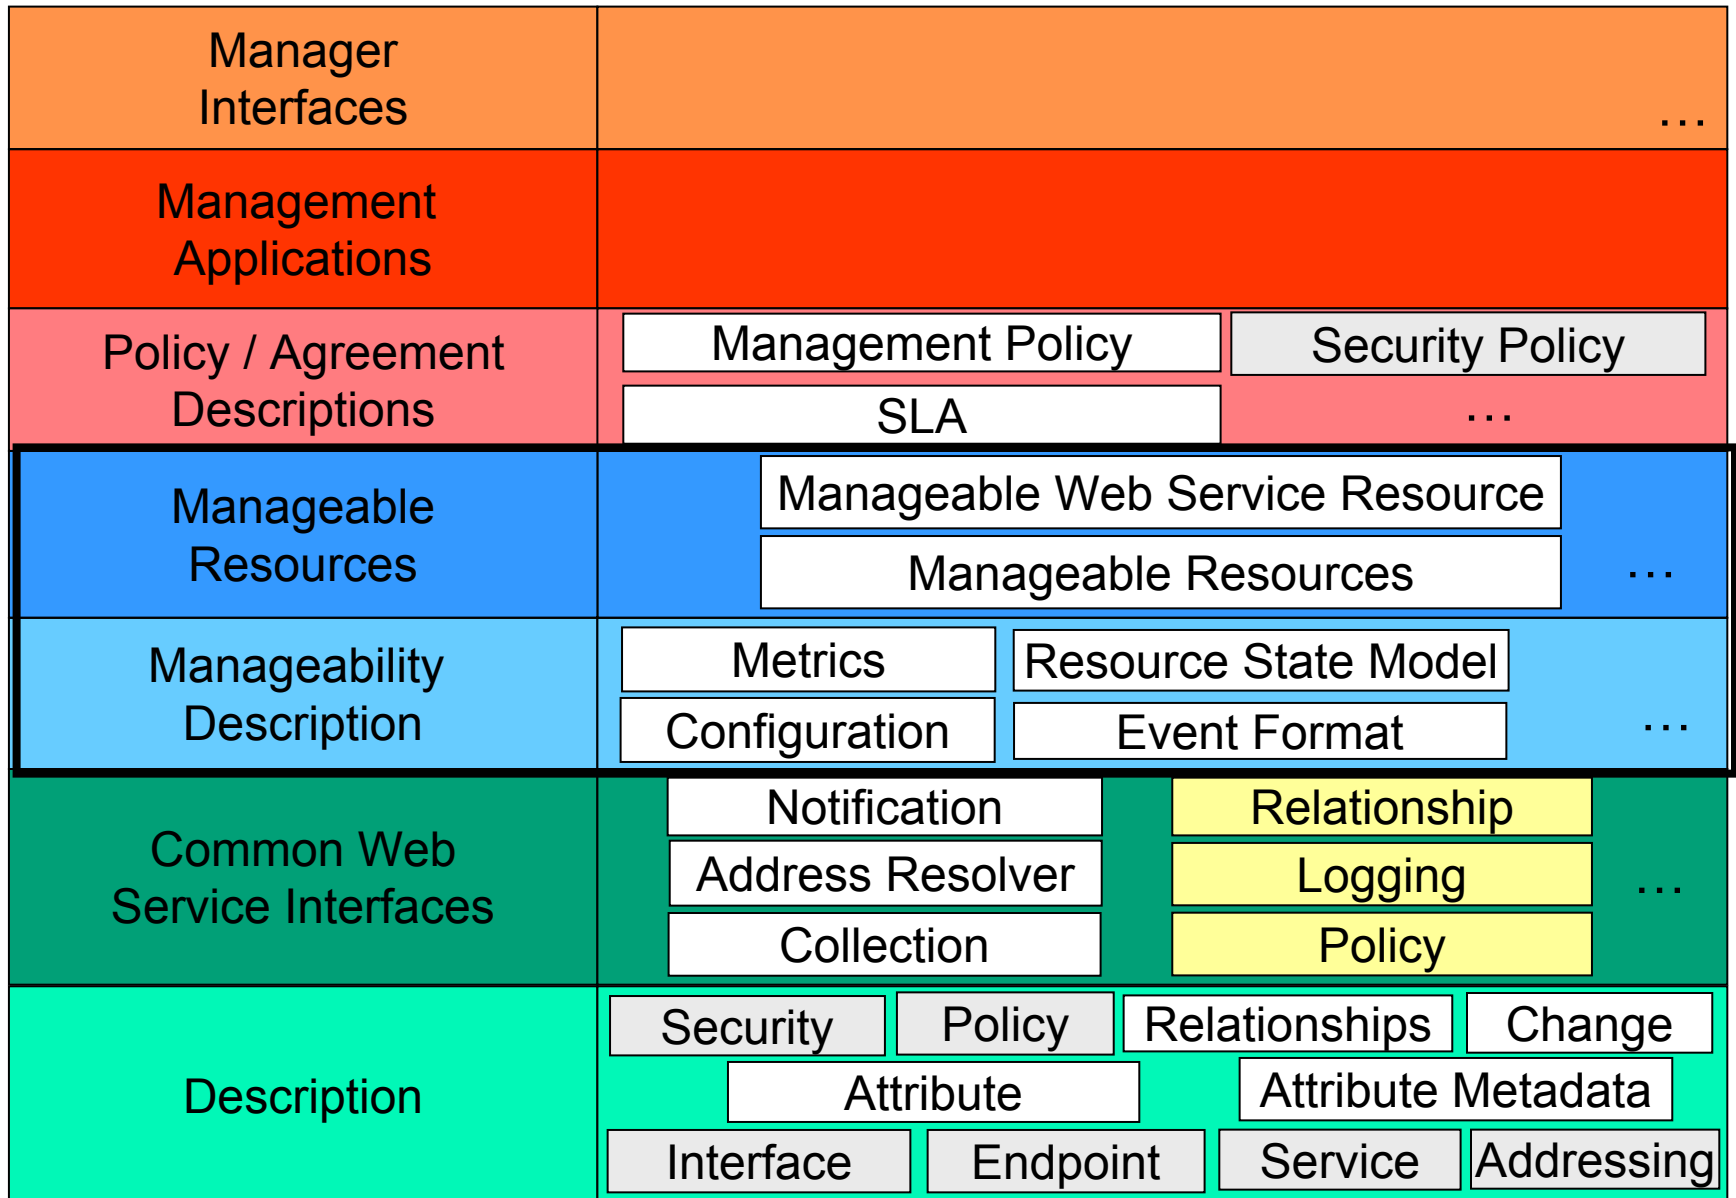 Manager
Interfaces
…
Management
Applications
Policy / Agreement
Descriptions
Management Policy
Security Policy
SLA
…
Manageable
Resources
Manageable Web Service Resource
Manageable Resources
…
Manageability
Description
Metrics
Resource State Model
Configuration
Event Format
…
Common Web
Service Interfaces
Notification
Relationship
Address Resolver
Logging
…
Collection
Policy
Description
Security
Policy
Relationships
Change
Attribute
Attribute Metadata
Interface
Endpoint
Service
Addressing